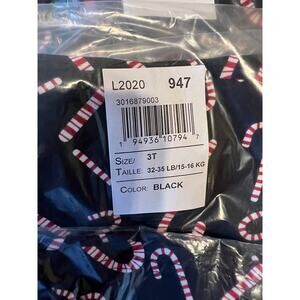 L2020 947
3016879003
1 94936 10794 7
SIZE/ 3T
TAILLE: 32-35 LB/15-16 KG
COLOR: BLACK